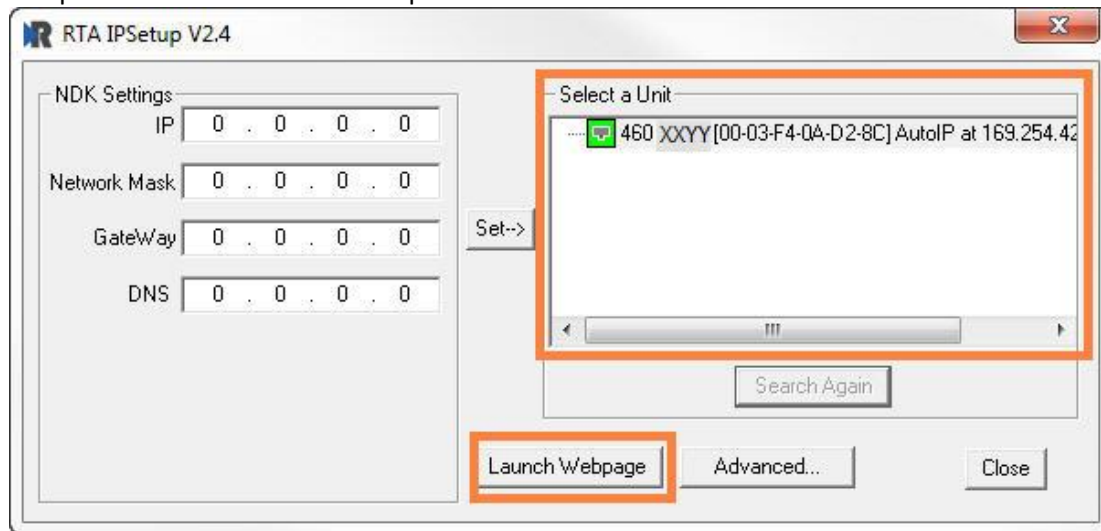 RTA IPSetup V2.4
NDK Settings
IP 0 . 0 . 0 . 0
Network Mask 0 . 0 . 0 . 0
GateWay 0 . 0 . 0 . 0
DNS 0 . 0 . 0 . 0
Set-->
Select a Unit
460 XXYY [00-03-F4-0A-D2-8C] AutoIP at 169.254.42
Search Again
Launch Webpage
Advanced...
Close